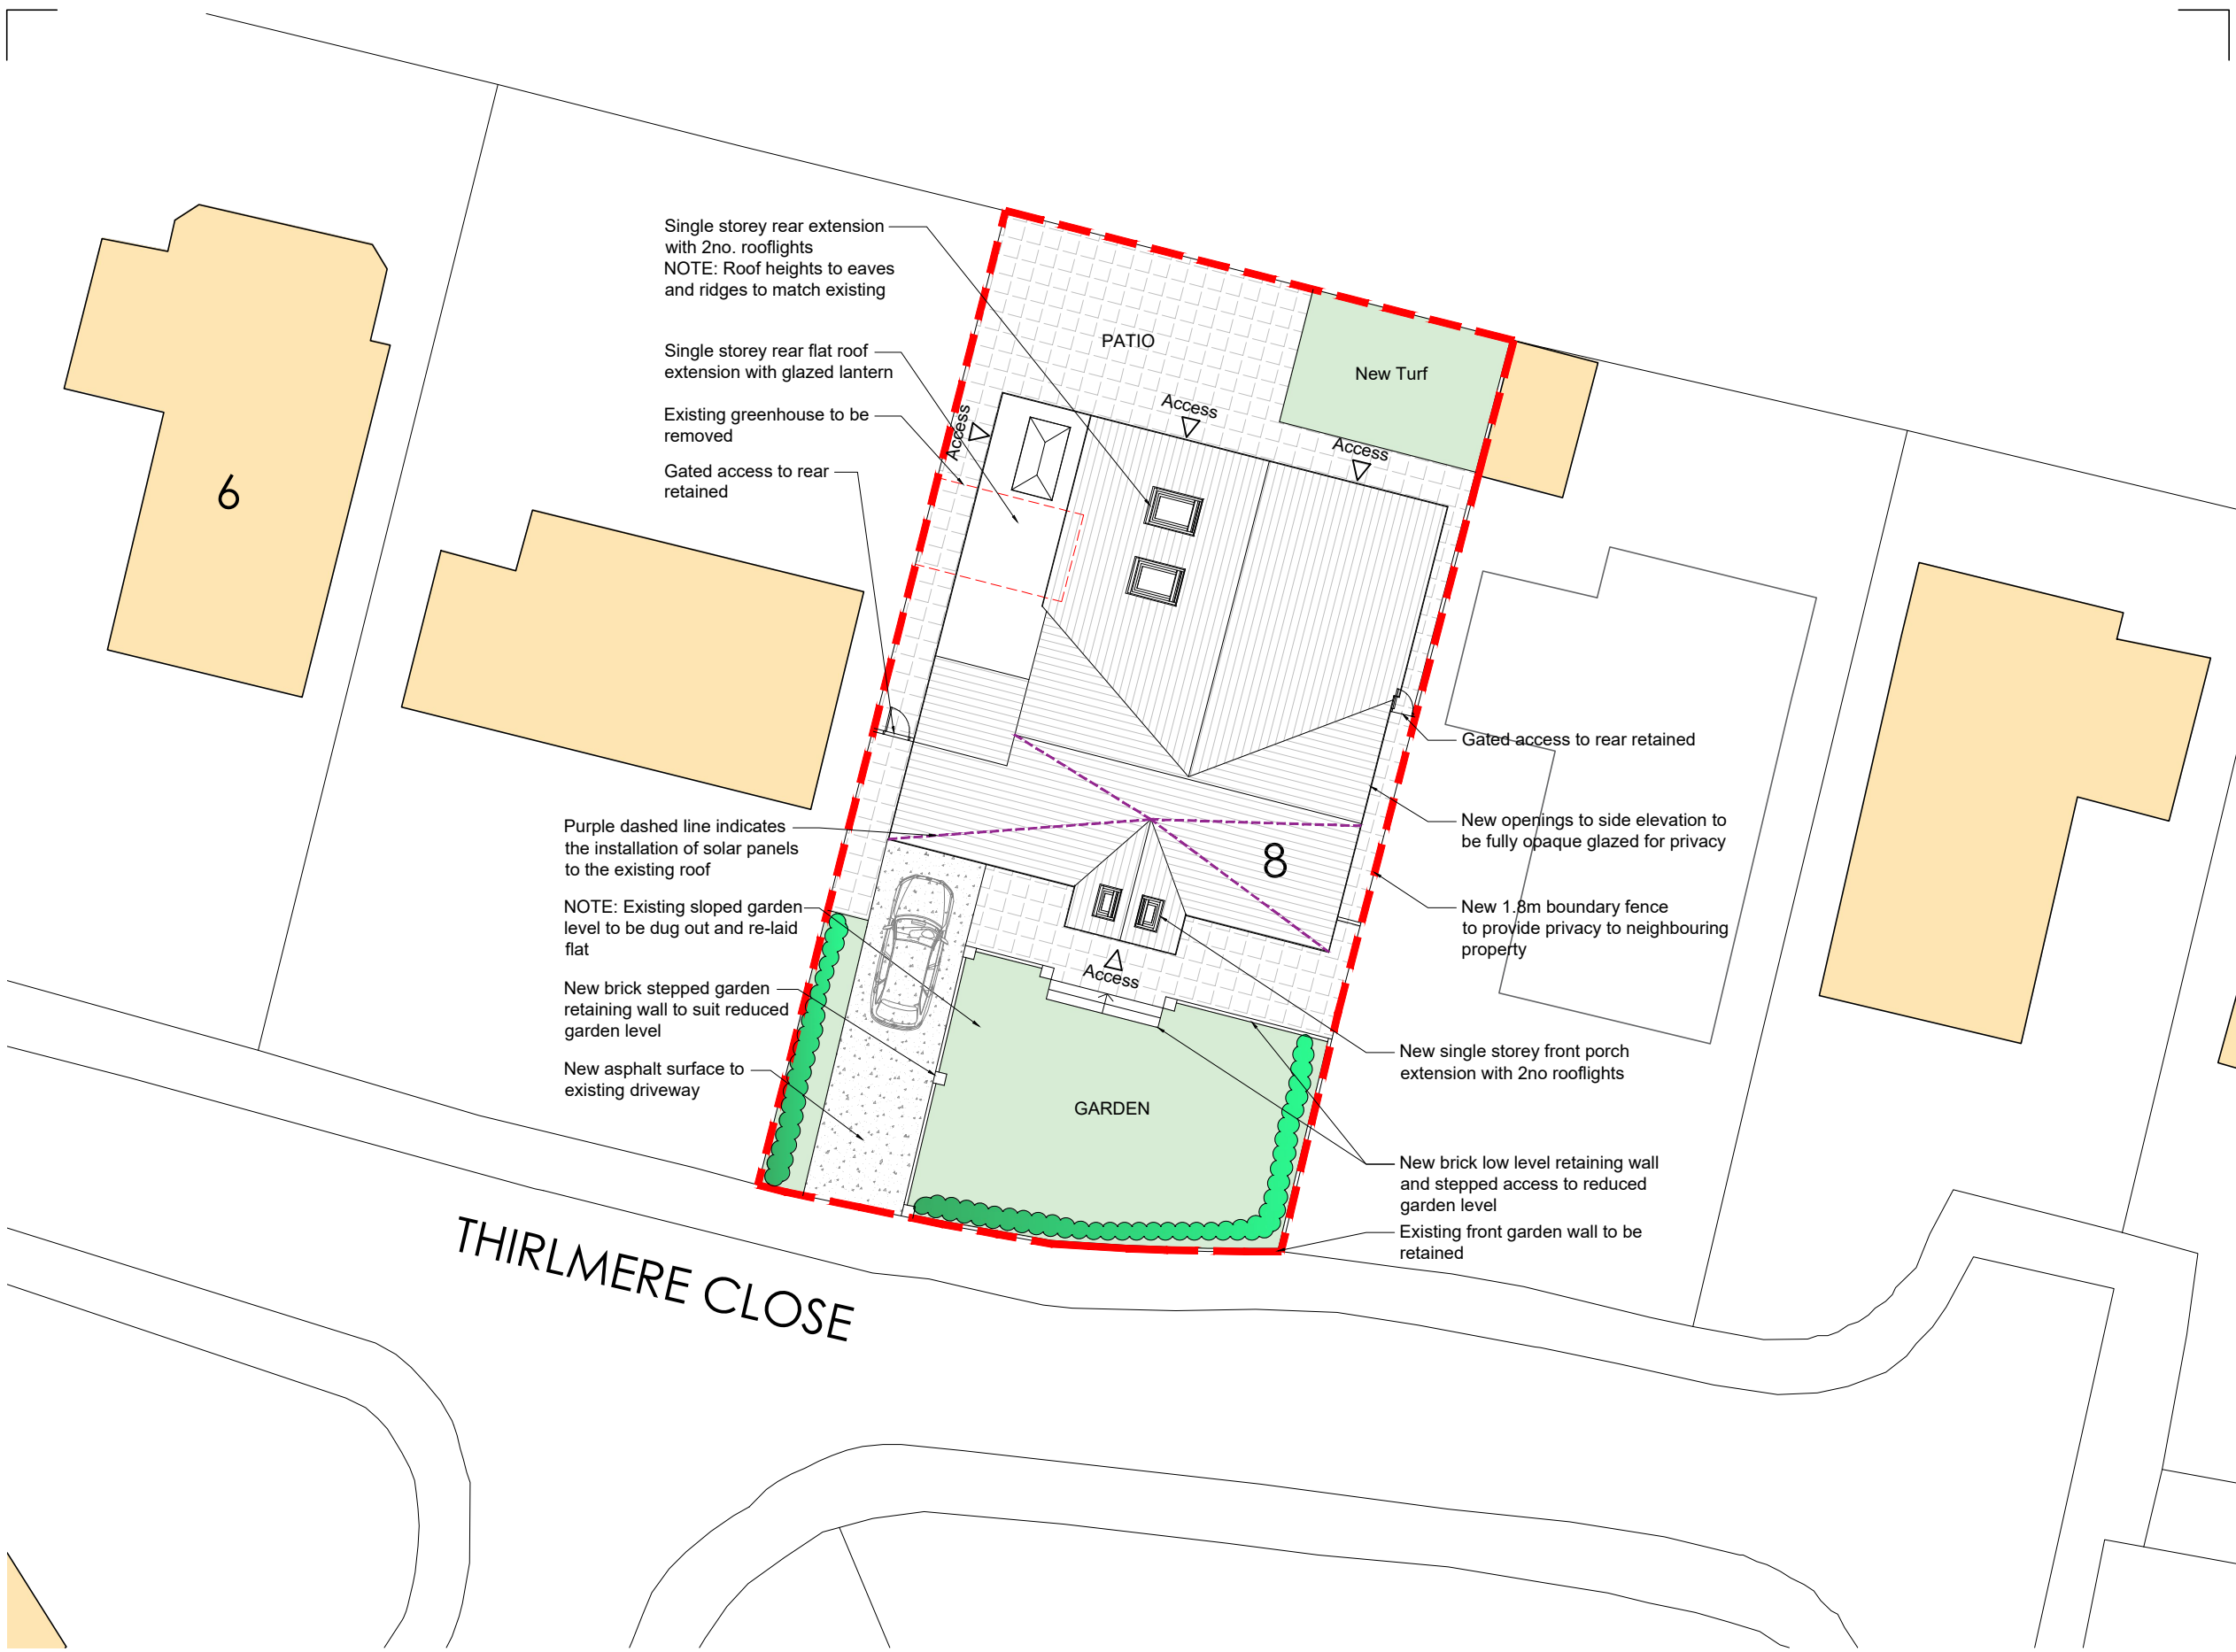 Single storey rear extension
with 2no. rooflights
NOTE: Roof heights to eaves
and ridges to match existing
Single storey rear flat roof
extension with glazed lantern
Existing greenhouse to be
removed
Gated access to rear
retained
PATIO
New Turf
Access
Access
Access
6
Gated access to rear retained
New openings to side elevation to
be fully opaque glazed for privacy
8
New 1.8m boundary fence
to provide privacy to neighbouring
property
Purple dashed line indicates
the installation of solar panels
to the existing roof
NOTE: Existing sloped garden
level to be dug out and re-laid
flat
New brick stepped garden
retaining wall to suit reduced
garden level
New asphalt surface to
existing driveway
Access
GARDEN
New single storey front porch
extension with 2no rooflights
New brick low level retaining wall
and stepped access to reduced
garden level
Existing front garden wall to be
retained
THIRLMERE CLOSE